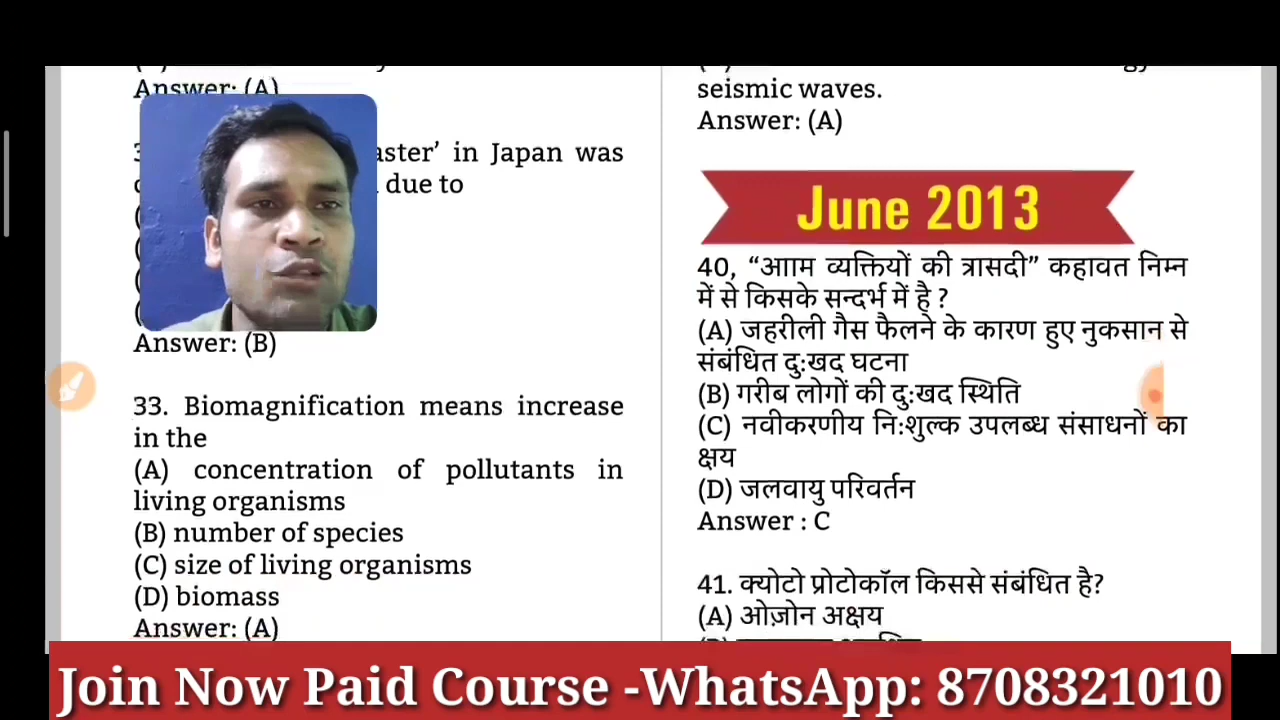 Answer: (A)
3
aster’ in Japan was
due to
Answer: (B)
33. Biomagnification means increase
in the
(A) concentration of pollutants in
living organisms
(B) number of species
(C) size of living organisms
(D) biomass
Answer: (A)
seismic waves.
Answer: (A)
June 2013
40, “आाम व्यक्तियों की त्रासदी” कहावत निम्न
में से किसके सन्दर्भ में है ?
(A) जहरीली गैस फैलने के कारण हुए नुकसान से
संबंधित दुःखद घटना
(B) गरीब लोगों की दुःखद स्थिति
(C) नवीकरणीय नि:शुल्क उपलब्ध संसाधनों का
क्षय
(D) जलवायु परिवर्तन
Answer : C
41. क्योटो प्रोटोकॉल किससे संबंधित है?
(A) ओज़ोन अक्षय
Join Now Paid Course -WhatsApp: 8708321010